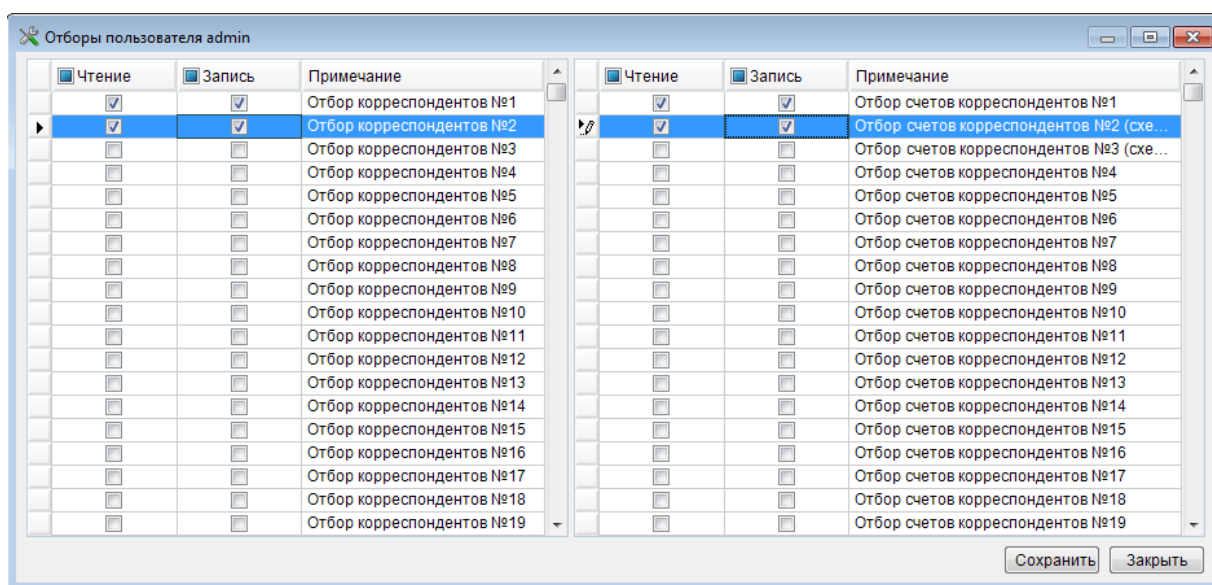 Отборы пользователя admin
Чтение Запись Примечание Чтение Запись Примечание
Отбор корреспондентов №1 Отбор счетов корреспондентов №1
Отбор корреспондентов №2 Отбор счетов корреспондентов №2 (схе...
Отбор корреспондентов №3 Отбор счетов корреспондентов №3 (схе...
Отбор корреспондентов №4 Отбор счетов корреспондентов №4
Отбор корреспондентов №5 Отбор счетов корреспондентов №5
Отбор корреспондентов №6 Отбор счетов корреспондентов №6
Отбор корреспондентов №7 Отбор счетов корреспондентов №7
Отбор корреспондентов №8 Отбор счетов корреспондентов №8
Отбор корреспондентов №9 Отбор счетов корреспондентов №9
Отбор корреспондентов №10 Отбор счетов корреспондентов №10
Отбор корреспондентов №11 Отбор счетов корреспондентов №11
Отбор корреспондентов №12 Отбор счетов корреспондентов №12
Отбор корреспондентов №13 Отбор счетов корреспондентов №13
Отбор корреспондентов №14 Отбор счетов корреспондентов №14
Отбор корреспондентов №15 Отбор счетов корреспондентов №15
Отбор корреспондентов №16 Отбор счетов корреспондентов №16
Отбор корреспондентов №17 Отбор счетов корреспондентов №17
Отбор корреспондентов №18 Отбор счетов корреспондентов №18
Отбор корреспондентов №19 Отбор счетов корреспондентов №19
Сохранить Закрыть